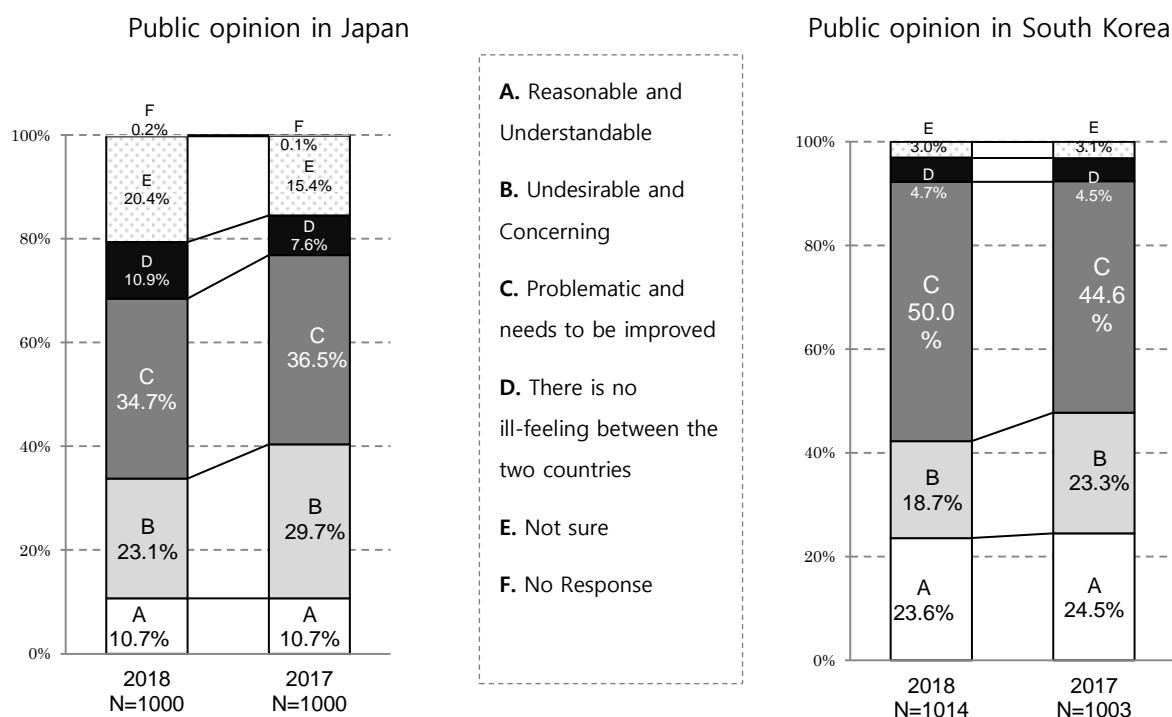 Public opinion in Japan
F
0.2%
F
0.1%
100%
E
20.4%
E
15.4%
80%
D
10.9%
D
7.6%
60%
C
34.7%
C
36.5%
40%
B
23.1%
B
29.7%
20%
A
10.7%
A
10.7%
0%
2018
N=1000
2017
N=1000
A. Reasonable and
Understandable
B. Undesirable and
Concerning
C. Problematic and
needs to be improved
D. There is no
ill-feeling between the
two countries
E. Not sure
F. No Response
Public opinion in South Korea
100%
E
3.0%
E
3.1%
D
4.7%
D
4.5%
80%
C
50.0
%
C
44.6
%
60%
40%
B
18.7%
B
23.3%
20%
A
23.6%
A
24.5%
0%
2018
N=1014
2017
N=1003